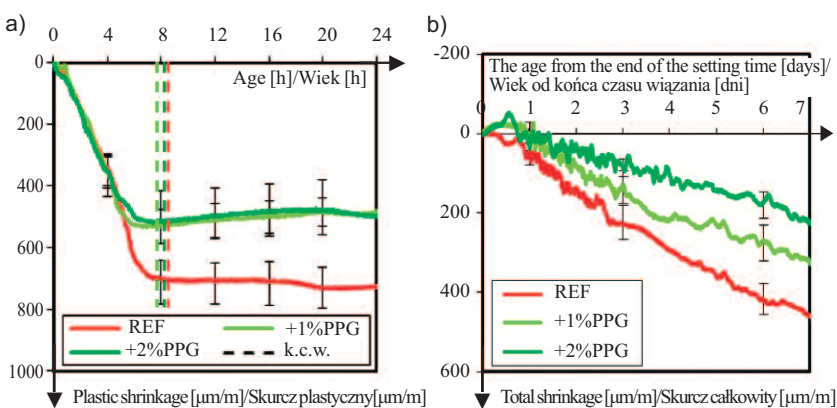 a)
0 4 8 12 16 20 24
Age [h]/Wiek [h]
0
200
400
600
800
1000
REF
+1%PPG
+2%PPG
k.c.w.
Plastic shrinkage [µm/m]/Skurcz plastyczny[µm/m]
b)
-200
The age from the end of the setting time [days]/
Wiek od końca czasu wiązania [dni]
0 1 2 3 4 5 6 7
0
200
400
600
REF
+1%PPG
+2%PPG
Total shrinkage [µm/m]/Skurcz całkowity [µm/m]